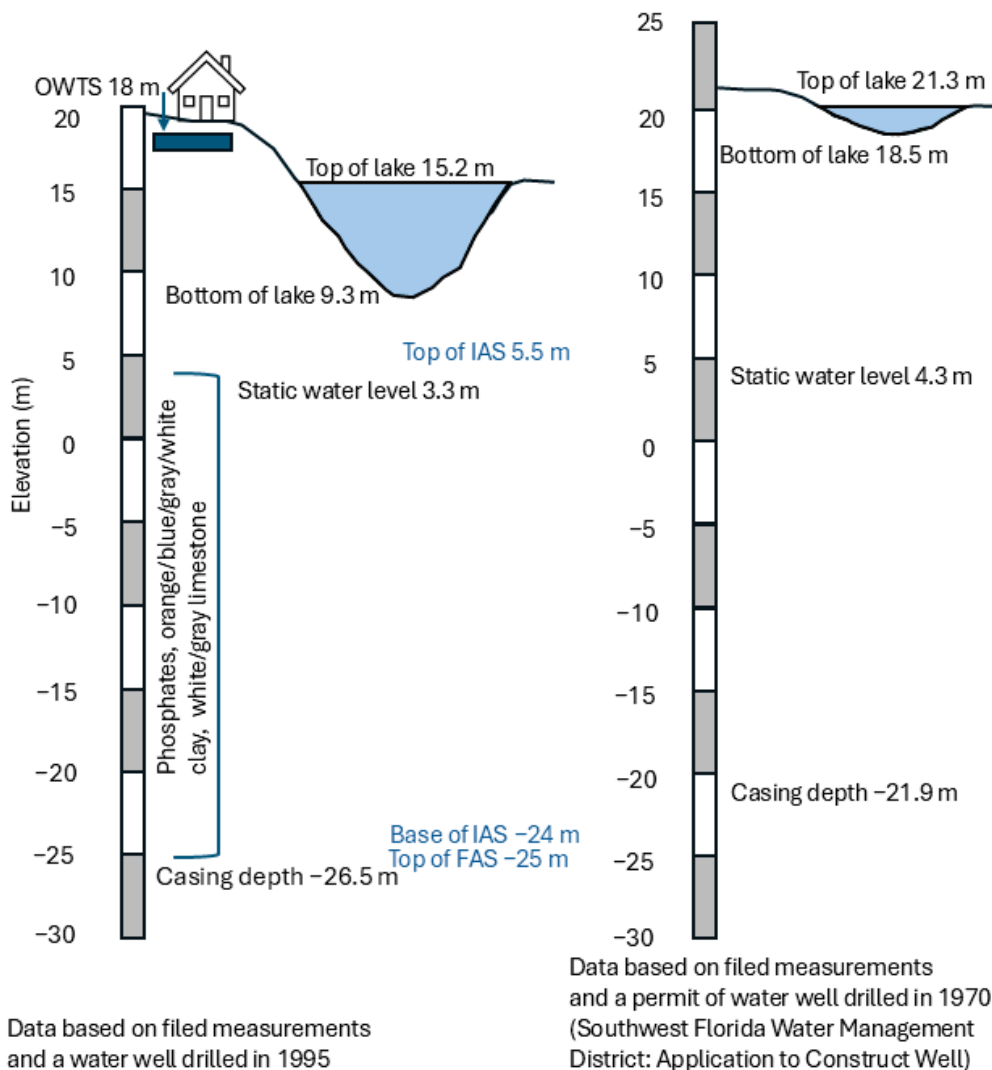 OWTS 18 m
20
15
10
5
0
−5
−10
−15
−20
−25
−30
Elevation (m)
Top of lake 15.2 m
Bottom of lake 9.3 m
Top of IAS 5.5 m
Static water level 3.3 m
Phosphates, orange/blue/gray/white
clay, white/gray limestone
Base of IAS −24 m
Top of FAS −25 m
Casing depth −26.5 m
Data based on filed measurements
and a water well drilled in 1995
25
20
15
10
5
0
−5
−10
−15
−20
−25
−30
Top of lake 21.3 m
Bottom of lake 18.5 m
Static water level 4.3 m
Casing depth −21.9 m
Data based on filed measurements
and a permit of water well drilled in 1970
(Southwest Florida Water Management
District: Application to Construct Well)